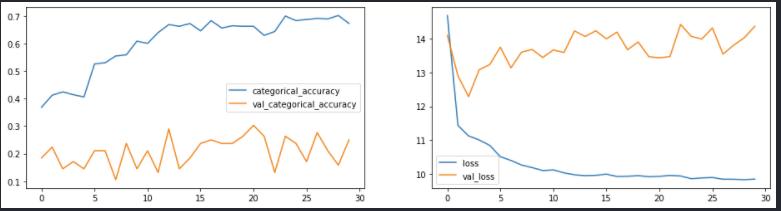 0.7
0.6
0.5
0.4
0.3
0.2
0.1
0 5 10 15 20 25 30
categorical_accuracy
val_categorical_accuracy
14
13
12
11
10
0 5 10 15 20 25 30
loss
val_loss